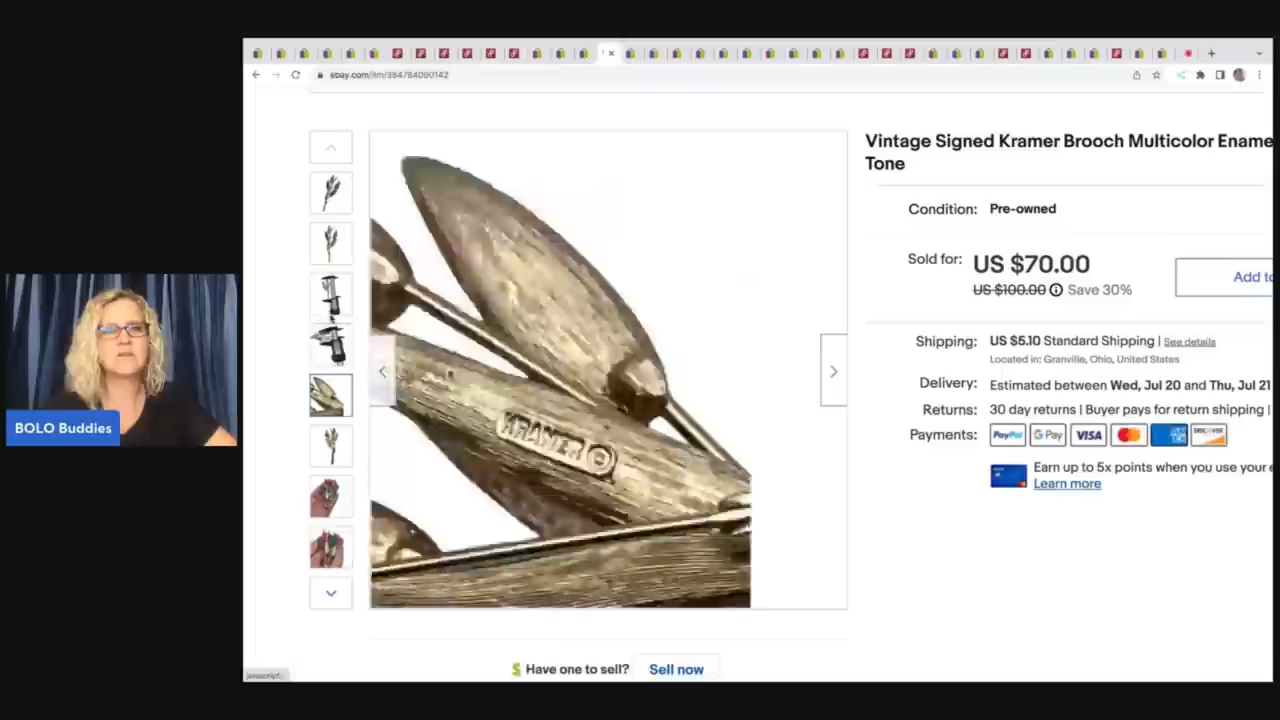 ebay.com/itm/384784090142
Vintage Signed Kramer Brooch Multicolor Ename
Tone
Condition: Pre-owned
Sold for: US $70.00
US $100.00 Save 30%
Add to
Shipping: US $5.10 Standard Shipping | See details
Located in: Granville, Ohio, United States
Delivery: Estimated between Wed, Jul 20 and Thu, Jul 21
Returns: 30 day returns | Buyer pays for return shipping |
Payments: PayPal G Pay VISA DISCOVER
Earn up to 5x points when you use your e
Learn more
KRAMER ©
BOLO Buddies
Have one to sell? Sell now